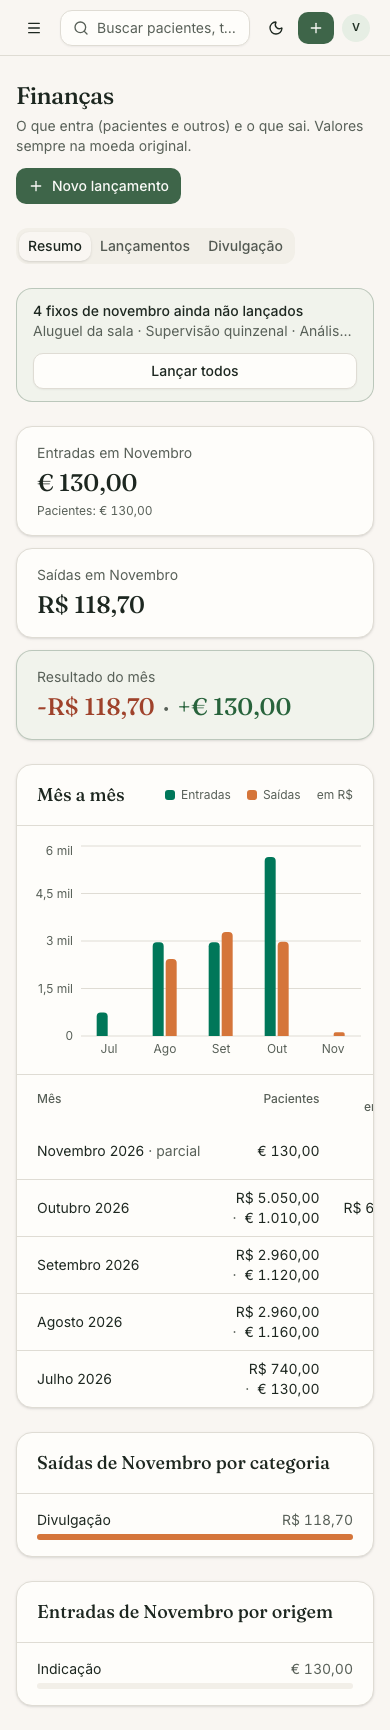 Buscar pacientes, t...
V
Finanças
O que entra (pacientes e outros) e o que sai. Valores
sempre na moeda original.
Novo lançamento
Resumo Lançamentos Divulgação
4 fixos de novembro ainda não lançados
Aluguel da sala · Supervisão quinzenal · Anális...
Lançar todos
Entradas em Novembro
€ 130,00
Pacientes: € 130,00
Saídas em Novembro
R$ 118,70
Resultado do mês
-R$ 118,70 · +€ 130,00
Mês a mês Entradas Saídas em R$
6 mil
4,5 mil
3 mil
1,5 mil
0
Jul Ago Set Out Nov
Mês Pacientes
Novembro 2026 · parcial € 130,00
R$ 5.050,00
Outubro 2026 R$ 6
· € 1.010,00
R$ 2.960,00
Setembro 2026
· € 1.120,00
R$ 2.960,00
Agosto 2026
· € 1.160,00
R$ 740,00
Julho 2026
· € 130,00
Saídas de Novembro por categoria
Divulgação R$ 118,70
Entradas de Novembro por origem
Indicação € 130,00